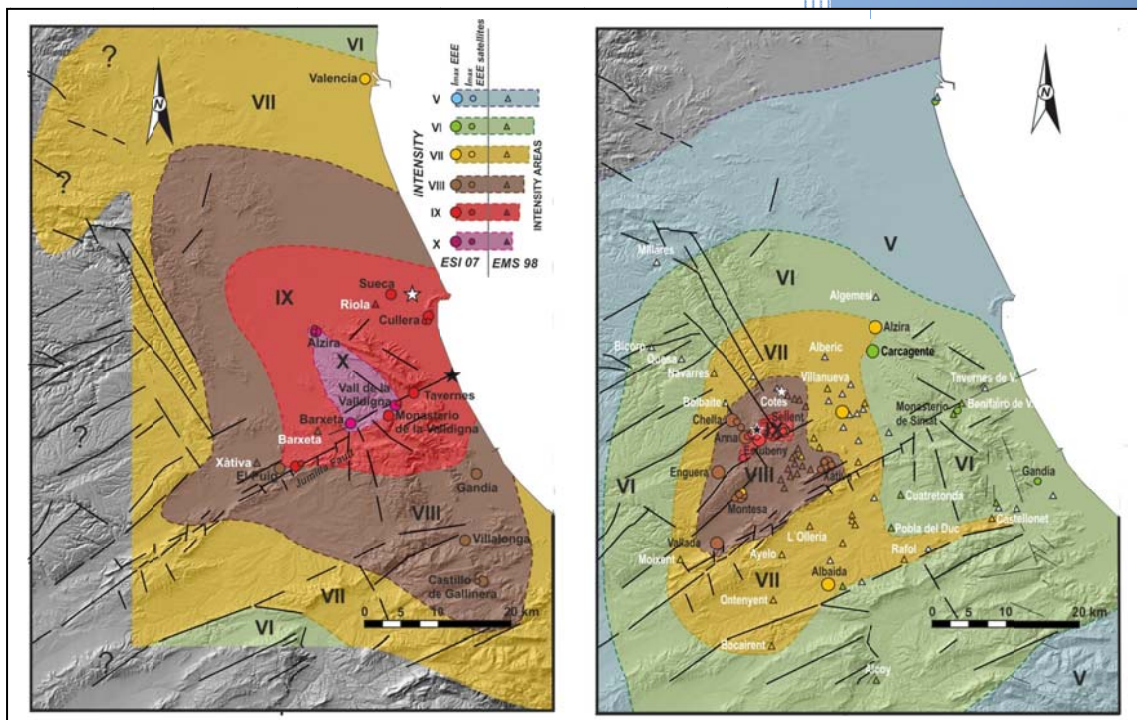 VI
?
N
Valencia
VII
?
?
IX
Sueca
Riola
Cullera
Alzira
X
Vall de la
Valldigna
Tavernes
Barxeta
Monasterio
de la Valldigna
Barxeta
Xàtiva
El Puig
Jumilla Fault
Gandia
VIII
Villalonga
Castillo
de Gallinera
VII
VI
?
0 5 10 20 km
Imax EEE
Imax
EEE satellites
INTENSITY
V
VI
VII
VIII
IX
X
INTENSITY AREAS
ESI 07
EMS 98
N
V
Millares
VI
Algemesi
Alzira
Carcagente
VII
Alberic
Bicorp
Quesa
Navarres
Villanueva
Tavernes de V.
Bolbaite
Cotes
Benifairo de V.
Monasterio
de Simat
Chella
Sellent
X
Anna
Estubeny
VI
VIII
Xàtiva
VI
Enguera
Gandia
Cuatretonda
Montesa
Castellonet
Pobla del Duc
Vallada
L´Olleria
Rafol
Moixent
Ayelo
VII
Albaida
Ontenyent
0 5 10 20 km
Bocairent
Alcoy
V